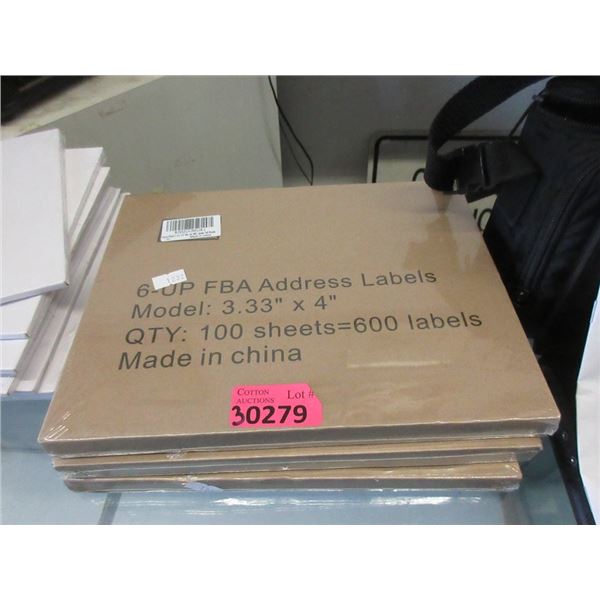 6-UP FBA Address Labels
Model: 3.33" x 4"
QTY: 100 sheets=600 labels
Made in china
COTTON AUCTIONS Lot #
30279